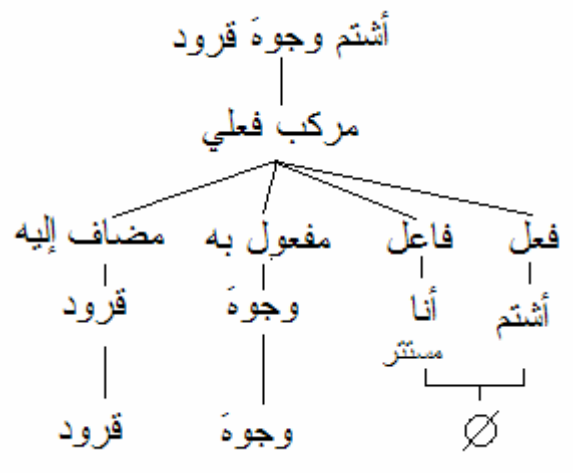 أشتم وجوهَ قرود
مركب فعلي
فعل فاعل مفعول به مضاف إليه
أشتم أنا وجوهَ قرود
مستتر
∅ وجوهَ قرود